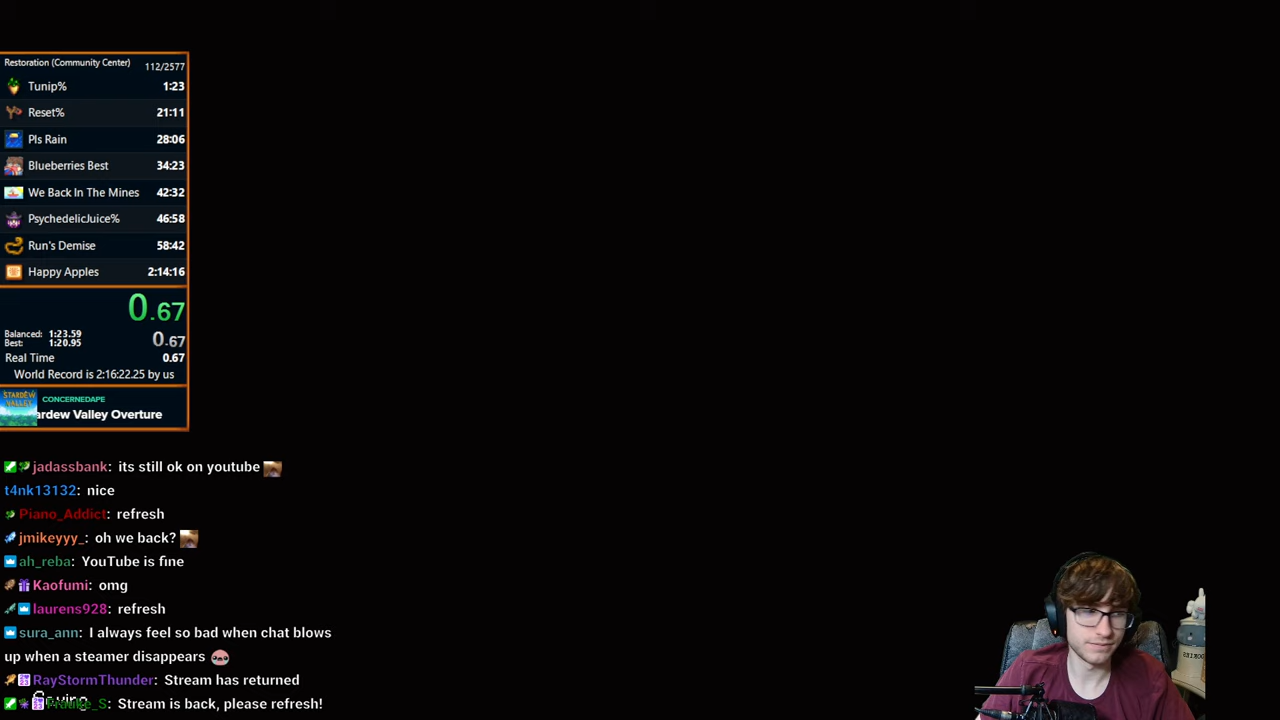 Restoration (Community Center) 112/2577
Tunip% 1:23
Reset% 21:11
Pls Rain 28:06
Blueberries Best 34:23
We Back In The Mines 42:32
PsychedelicJuice% 46:58
Run's Demise 58:42
Happy Apples 2:14:16
0.67
Balanced: 1:23.59
Best: 1:20.95 0.67
Real Time 0.67
World Record is 2:16:22.25 by us
STARDEW VALLEY
CONCERNEDAPE
ardew Valley Overture
jadassbank: its still ok on youtube
t4nk13132: nice
Piano_Addict: refresh
jmikeyyy_: oh we back?
ah_reba: YouTube is fine
Kaofumi: omg
laurens928: refresh
sura_ann: I always feel so bad when chat blows
up when a steamer disappears
RayStormThunder: Stream has returned
Frauke_S: Stream is back, please refresh!